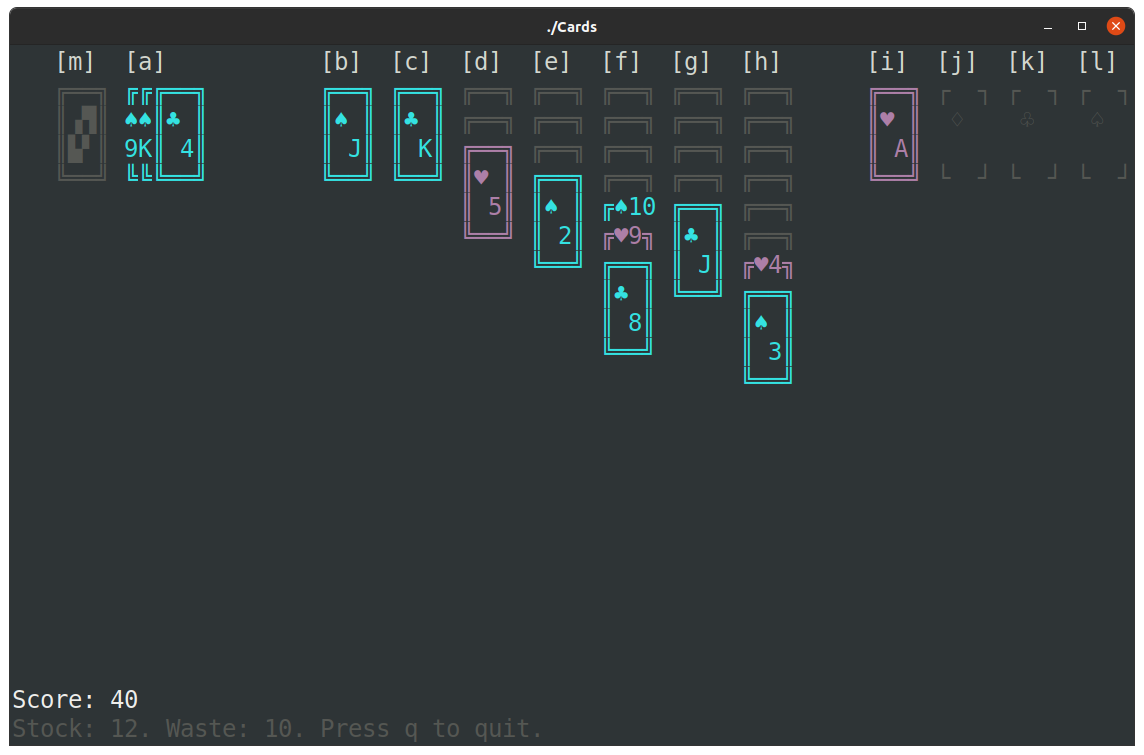 ./Cards
[m] [a] [b] [c] [d] [e] [f] [g] [h] [i] [j] [k] [l]
♠♠♣ ♠ ♣ ♥ ♢ ♧ ♤
9K 4 J K A
♥
5 ♠ ♠10
2 ♥9 ♣
J ♥4
♣
8 ♠
3
Score: 40
Stock: 12. Waste: 10. Press q to quit.